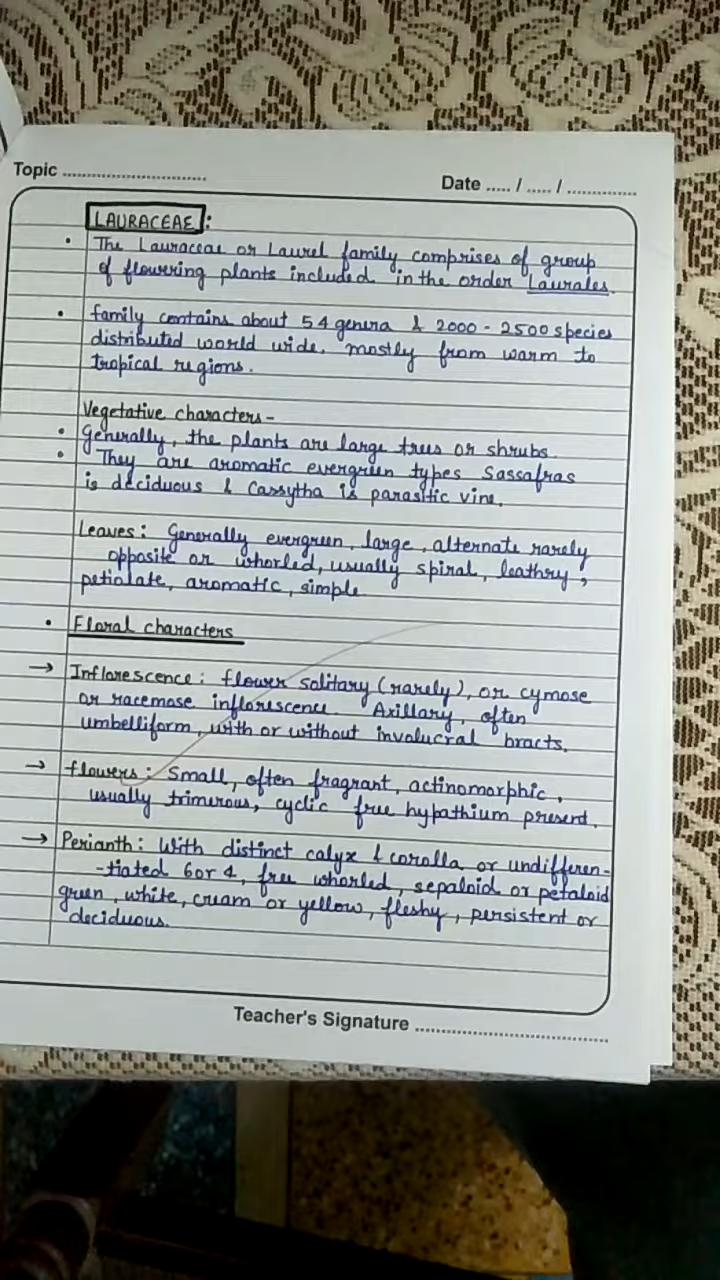 Topic ..............................
Date ..... / ..... / ..............
LAURACEAE :
• The Lauraceae or Laurel family comprises of group
of flowering plants included in the order Laurales.
• family contains about 54 genera & 2000 - 2500 species
distributed world wide, mostly from warm to
tropical regions.
Vegetative characters -
• Generally, the plants are large trees or shrubs
• They are aromatic evergreen types Sassafras
is deciduous & Cassytha is parasitic vine.
Leaves : Generally evergreen, large, alternate rarely
opposite or whorled, usually spiral, leathry,
petiolate, aromatic, simple
• Floral characters
→ Inflorescence : flower solitary (rarely), or cymose
or racemose inflorescence. Axillary, often
umbelliform, with or without involucral bracts.
→ flowers : Small, often fragrant, actinomorphic,
usually trimerous, cyclic free hypathium present.
→ Perianth : With distinct calyx & corolla or undifferen-
-tiated 6 or 4, free whorled, sepaloid or petaloid
green, white, cream or yellow, fleshy, persistent or
deciduous.
Teacher's Signature ........................................